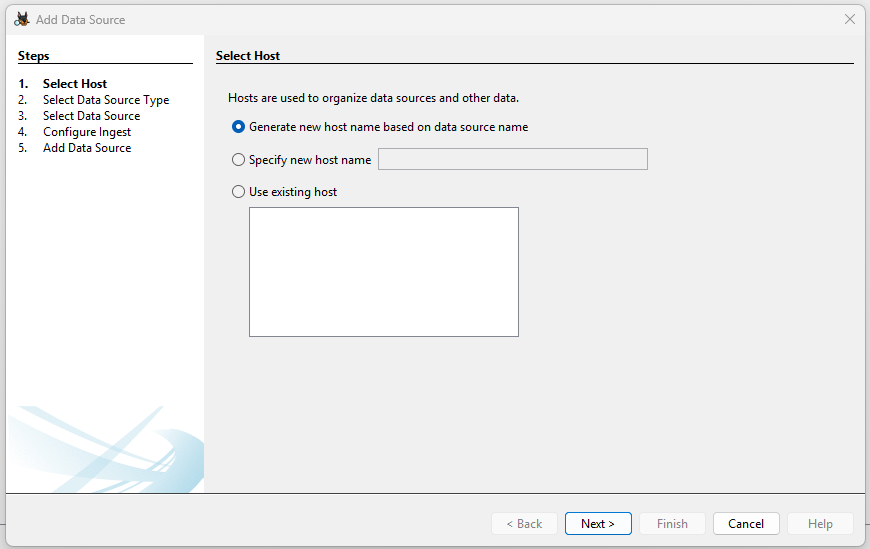 Add Data Source
Steps
1. Select Host
2. Select Data Source Type
3. Select Data Source
4. Configure Ingest
5. Add Data Source
Select Host
Hosts are used to organize data sources and other data.
Generate new host name based on data source name
Specify new host name
Use existing host
< Back Next > Finish Cancel Help